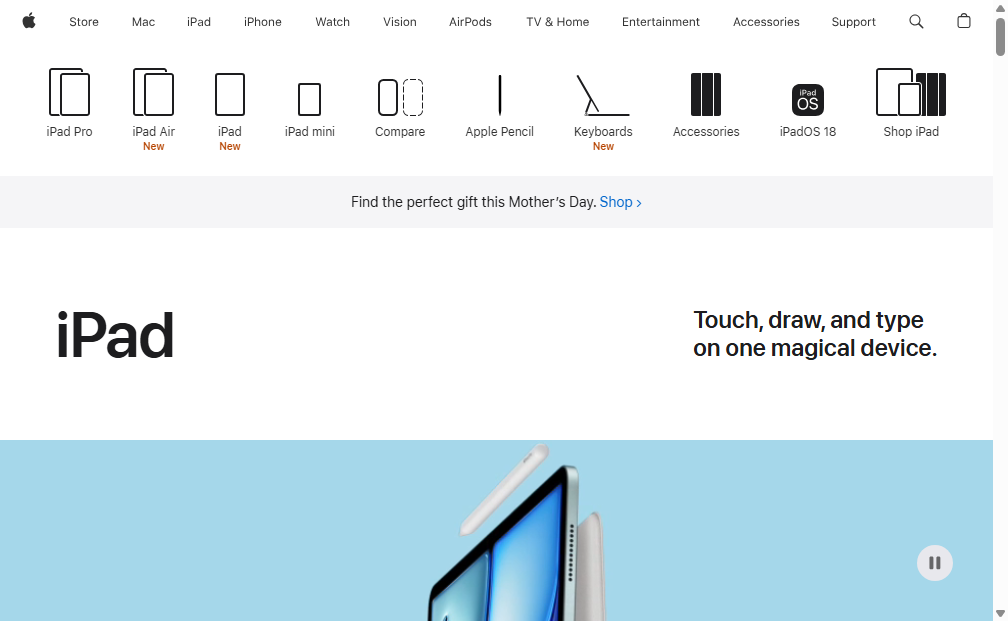 Store Mac iPad iPhone Watch Vision AirPods TV & Home Entertainment Accessories Support
iPad OS
iPad Pro iPad Air iPad iPad mini Compare Apple Pencil Keyboards Accessories iPadOS 18 Shop iPad
New New New
Find the perfect gift this Mother's Day. Shop >
iPad
Touch, draw, and type
on one magical device.